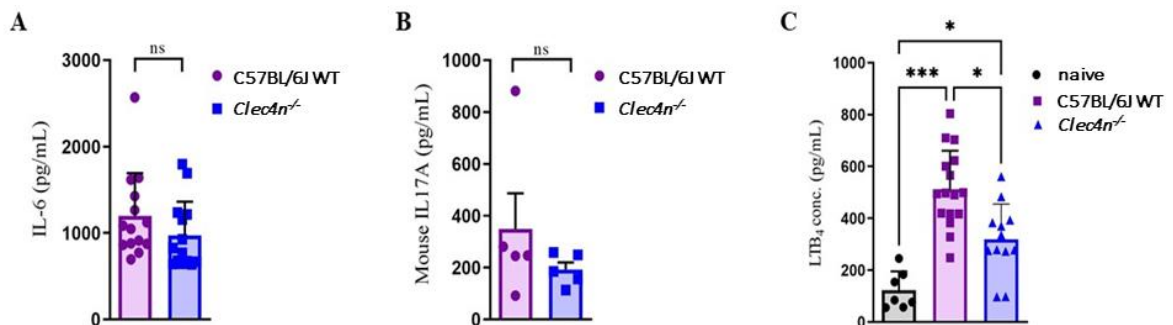 A
IL-6 (pg/mL)
3000
2000
1000
0
ns
C57BL/6J WT
Clec4n-/-
B
Mouse IL17A (pg/mL)
1000
800
600
400
200
0
ns
C57BL/6J WT
Clec4n-/-
C
LTB4 conc. (pg/mL)
1000
800
600
400
200
0
*
*** *
naive
C57BL/6J WT
Clec4n-/-